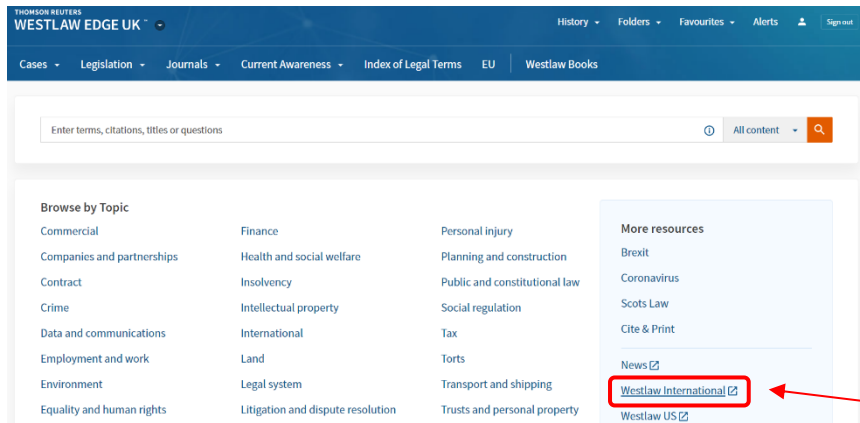 THOMSON REUTERS
WESTLAW EDGE UK
History Folders Favourites Alerts Sign out
Cases Legislation Journals Current Awareness Index of Legal Terms EU Westlaw Books
Enter terms, citations, titles or questions All content
Browse by Topic
Commercial
Companies and partnerships
Contract
Crime
Data and communications
Employment and work
Environment
Equality and human rights
Finance
Health and social welfare
Insolvency
Intellectual property
International
Land
Legal system
Litigation and dispute resolution
Personal injury
Planning and construction
Public and constitutional law
Social regulation
Tax
Torts
Transport and shipping
Trusts and personal property
More resources
Brexit
Coronavirus
Scots Law
Cite & Print
News
Westlaw International
Westlaw US